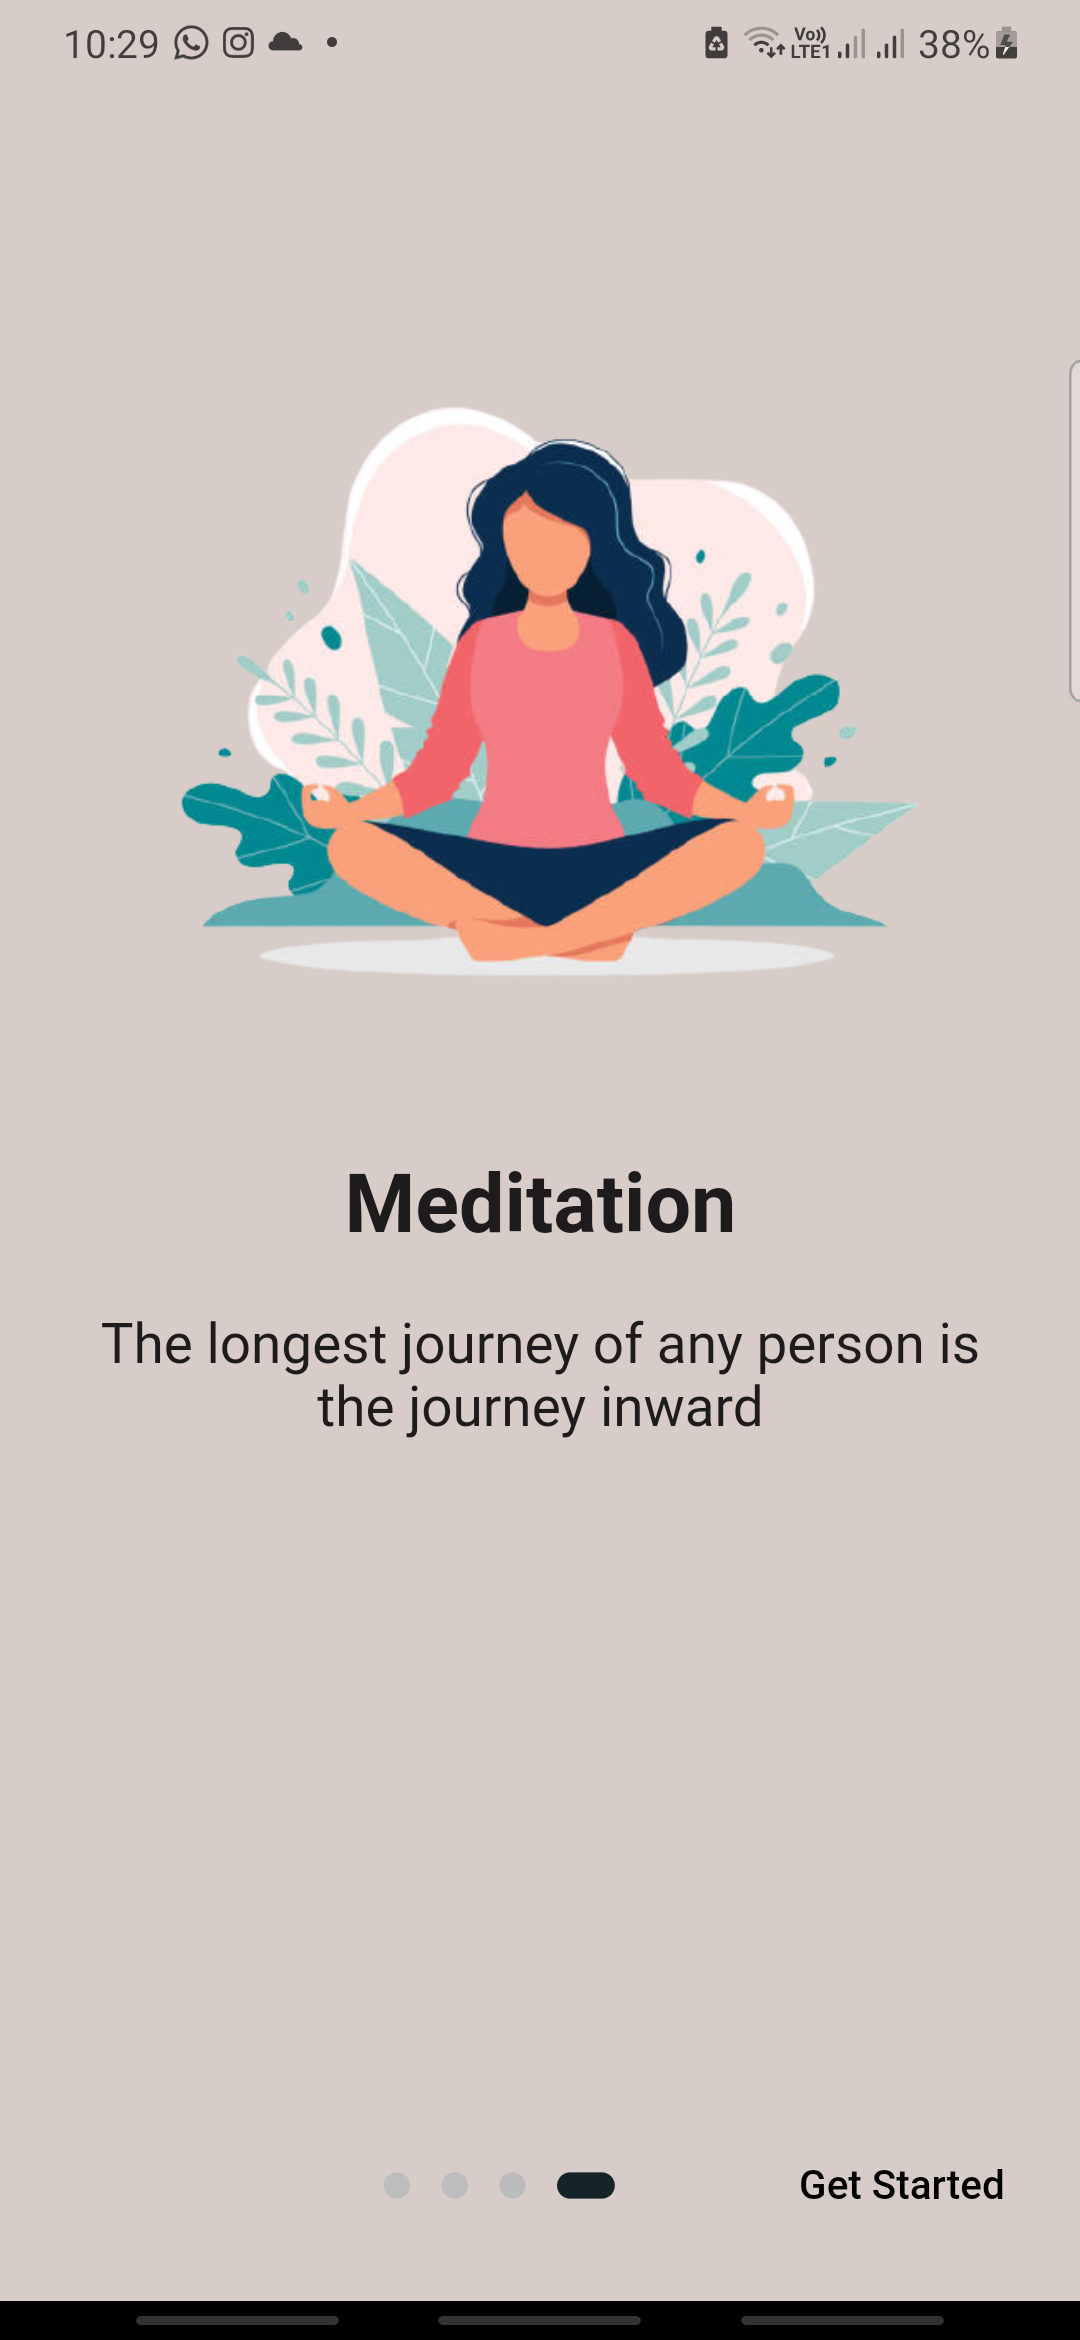 10:29
Vo)) LTE1 38%
Meditation
The longest journey of any person is
the journey inward
Get Started